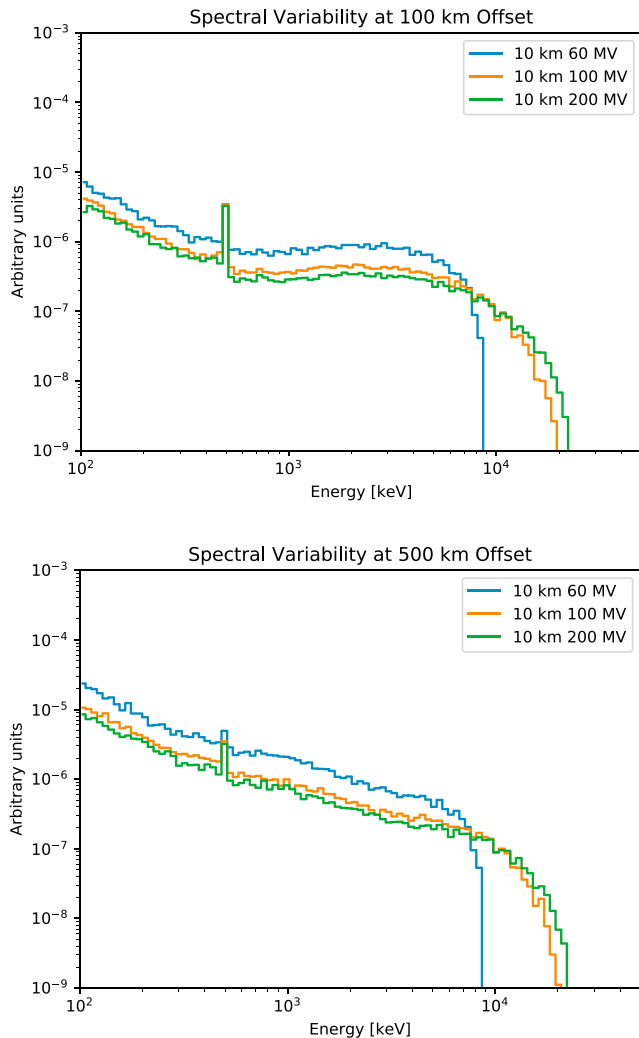 Spectral Variability at 100 km Offset
10⁻³
10⁻⁴
10⁻⁵
10⁻⁶
10⁻⁷
10⁻⁸
10⁻⁹
Arbitrary units
10 km 60 MV
10 km 100 MV
10 km 200 MV
10² 10³ 10⁴
Energy [keV]
Spectral Variability at 500 km Offset
10⁻³
10⁻⁴
10⁻⁵
10⁻⁶
10⁻⁷
10⁻⁸
10⁻⁹
Arbitrary units
10 km 60 MV
10 km 100 MV
10 km 200 MV
10² 10³ 10⁴
Energy [keV]